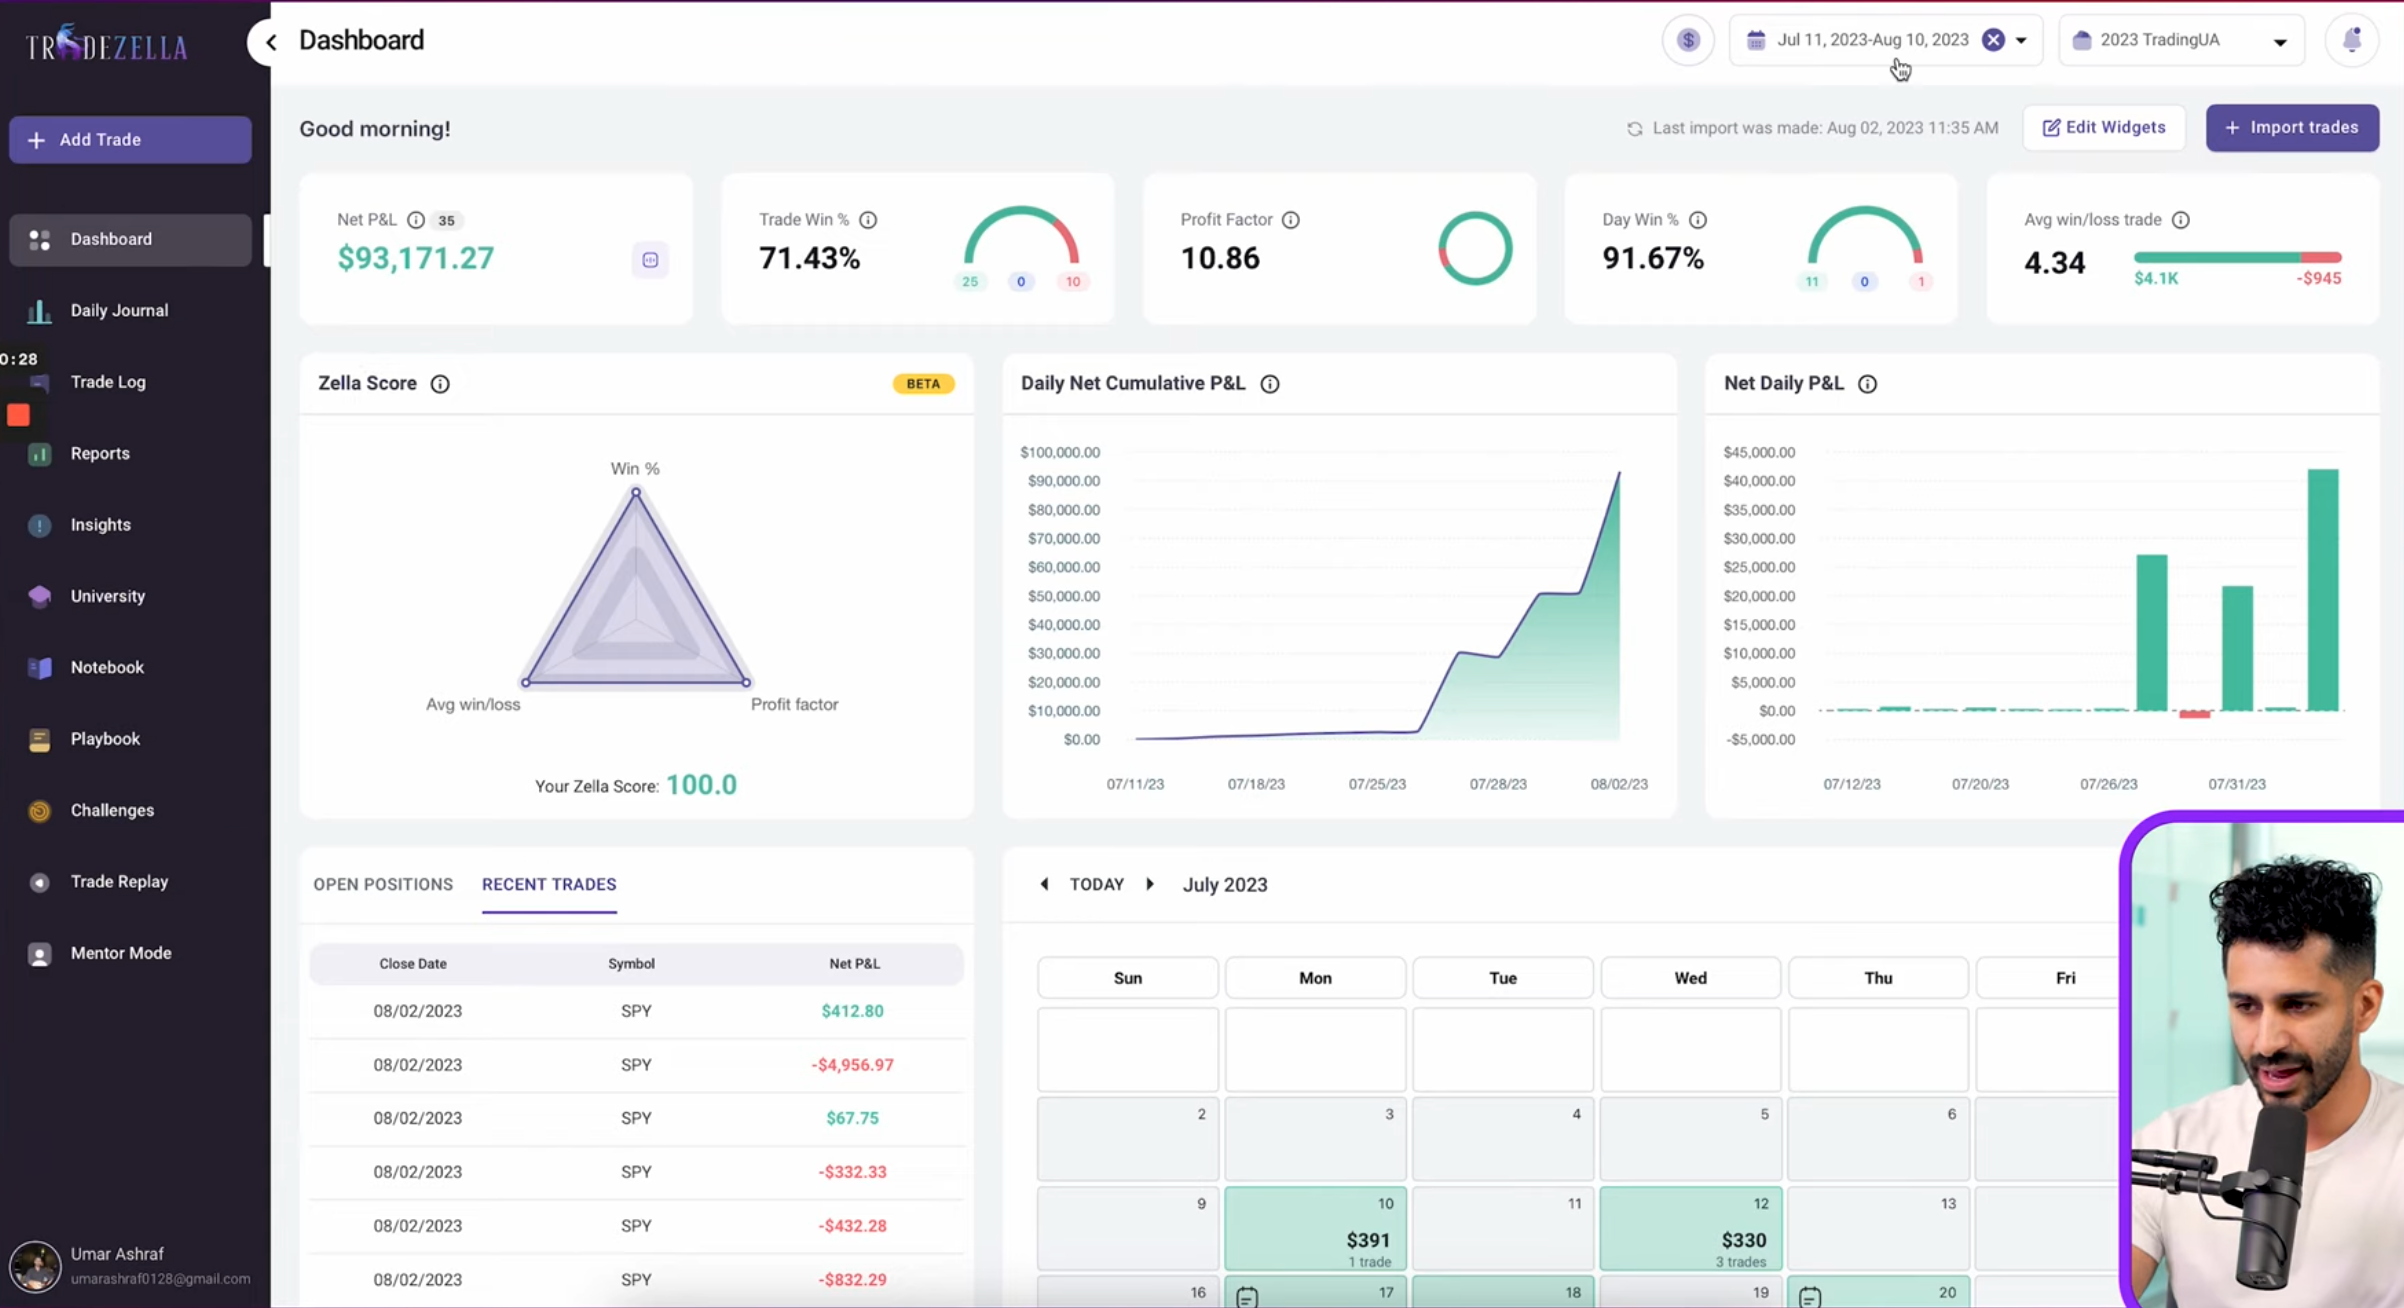 TRADEZELLA
Dashboard
$
Jul 11, 2023-Aug 10, 2023
2023 TradingUA
+ Add Trade
Good morning!
Last import was made: Aug 02, 2023 11:35 AM
Edit Widgets
+ Import trades
Dashboard
Daily Journal
0:28
Trade Log
Reports
Insights
University
Notebook
Playbook
Challenges
Trade Replay
Mentor Mode
Umar Ashraf
umarashraf0128@gmail.com
Net P&L 35
$93,171.27
Trade Win %
71.43%
25 0 10
Profit Factor
10.86
Day Win %
91.67%
11 0 1
Avg win/loss trade
4.34
$4.1K -$945
Zella Score
BETA
Win %
Avg win/loss
Profit factor
Your Zella Score: 100.0
Daily Net Cumulative P&L
$100,000.00
$90,000.00
$80,000.00
$70,000.00
$60,000.00
$50,000.00
$40,000.00
$30,000.00
$20,000.00
$10,000.00
$0.00
07/11/23 07/18/23 07/25/23 07/28/23 08/02/23
Net Daily P&L
$45,000.00
$40,000.00
$35,000.00
$30,000.00
$25,000.00
$20,000.00
$15,000.00
$10,000.00
$5,000.00
$0.00
-$5,000.00
07/12/23 07/20/23 07/26/23 07/31/23
OPEN POSITIONS RECENT TRADES
Close Date Symbol Net P&L
08/02/2023 SPY $412.80
08/02/2023 SPY -$4,956.97
08/02/2023 SPY $67.75
08/02/2023 SPY -$332.33
08/02/2023 SPY -$432.28
08/02/2023 SPY -$832.29
TODAY July 2023
Sun Mon Tue Wed Thu Fri
2 3 4 5 6
9 10 11 12 13
$391 $330
1 trade 3 trades
16 17 18 19 20